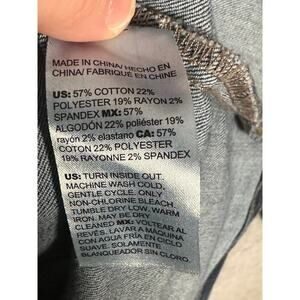 MADE IN CHINA/ HECHO EN
CHINA/ FABRIQUÉ EN CHINE
US: 57% COTTON 22%
POLYESTER 19% RAYON 2%
SPANDEX MX: 57%
ALGODÓN 22% poliéster 19%
rayón 2% elastano CA: 57%
COTON 22% POLYESTER
19% RAYONNE 2% SPANDEX
US: TURN INSIDE OUT.
MACHINE WASH COLD,
GENTLE CYCLE. ONLY
NON-CHLORINE BLEACH.
TUMBLE DRY LOW. WARM
IRON. MAY BE DRY
CLEANED MX: VOLTEAR AL
REVÉS. LAVAR A MÁQUINA
CON AGUA FRÍA EN CICLO
SUAVE. SOLAMENTE
BLANQUEADOR SIN CLORO.